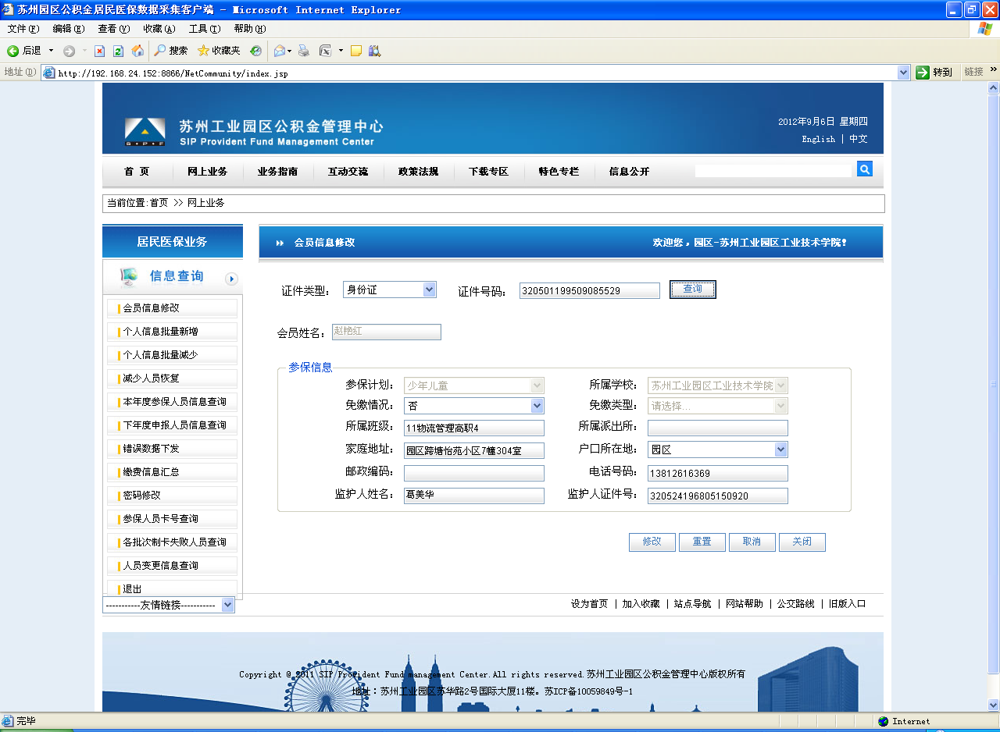 苏州园区公积金居民医保数据采集客户端 - Microsoft Internet Explorer
文件(F) 编辑(E) 查看(V) 收藏(A) 工具(T) 帮助(H)
后退 搜索 收藏夹
地址(D) http://192.168.24.152:8866/NetCommunity/index.jsp 转到 链接 »
苏州工业园区公积金管理中心
SIP Provident Fund Management Center
S I P F
2012年9月6日 星期四
English | 中文
首 页 网上业务 业务指南 互动交流 政策法规 下载专区 特色专栏 信息公开
当前位置:首页 >> 网上业务
居民医保业务
会员信息修改 欢迎您，园区-苏州工业园区工业技术学院!
信息查询
会员信息修改
个人信息批量新增
个人信息批量减少
减少人员恢复
本年度参保人员信息查询
下年度申报人员信息查询
错误数据下发
缴费信息汇总
密码修改
参保人员卡号查询
各批次制卡失败人员查询
人员变更信息查询
退出
-----------友情链接-----------
证件类型: 身份证 证件号码: 320501199509085529 查询
会员姓名: 赵艳红
参保信息
参保计划: 少年儿童 所属学校: 苏州工业园区工业技术学院
免缴情况: 否 免缴类型: 请选择...
所属班级: 11物流管理高职4 所属派出所:
家庭地址: 园区跨塘怡苑小区7幢304室 户口所在地: 园区
邮政编码: 电话号码: 13812616369
监护人姓名: 葛美华 监护人证件号: 320524196805150920
修改 重置 取消 关闭
设为首页 | 加入收藏 | 站点导航 | 网站帮助 | 公交路线 | 旧版入口
Copyright @ 2011 SIP Provident Fund management Center.All rights reserved.苏州工业园区公积金管理中心版权所有
地址：苏州工业园区苏华路2号国际大厦11楼。苏ICP备10059849号-1
完毕 Internet